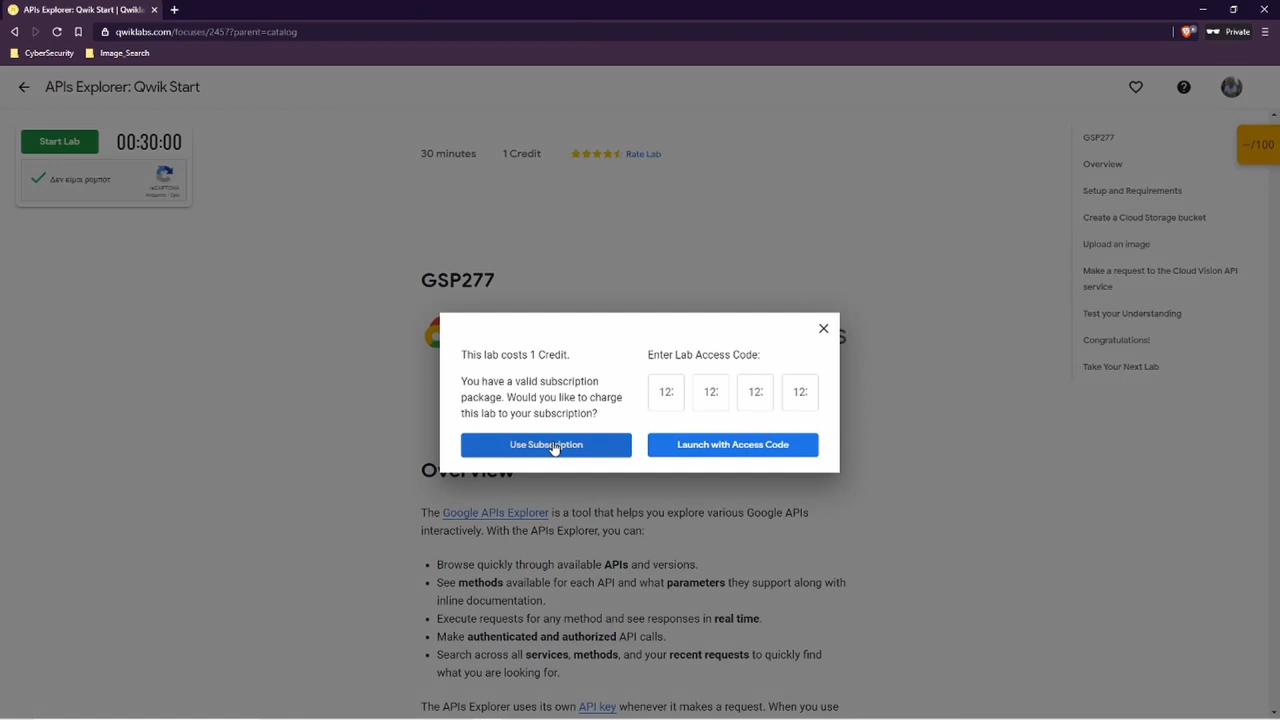 APIs Explorer: Qwik Start | Qwikla
Private
qwiklabs.com/focuses/2457?parent=catalog
CyberSecurity
Image_Search
APIs Explorer: Qwik Start
Start Lab
00:30:00
Δεν είμαι ρομπότ
reCAPTCHA
30 minutes
1 Credit
Rate Lab
GSP277
This lab costs 1 Credit.
You have a valid subscription
package. Would you like to charge
this lab to your subscription?
Use Subscription
Enter Lab Access Code:
12: 12: 12: 12:
Launch with Access Code
Overview
The Google APIs Explorer is a tool that helps you explore various Google APIs
interactively. With the APIs Explorer, you can:
• Browse quickly through available APIs and versions.
• See methods available for each API and what parameters they support along with
inline documentation.
• Execute requests for any method and see responses in real time.
• Make authenticated and authorized API calls.
• Search across all services, methods, and your recent requests to quickly find
what you are looking for.
The APIs Explorer uses its own API key whenever it makes a request. When you use
GSP277
Overview
Setup and Requirements
Create a Cloud Storage bucket
Upload an image
Make a request to the Cloud Vision API
service
Test your Understanding
Congratulations!
Take Your Next Lab
–/100